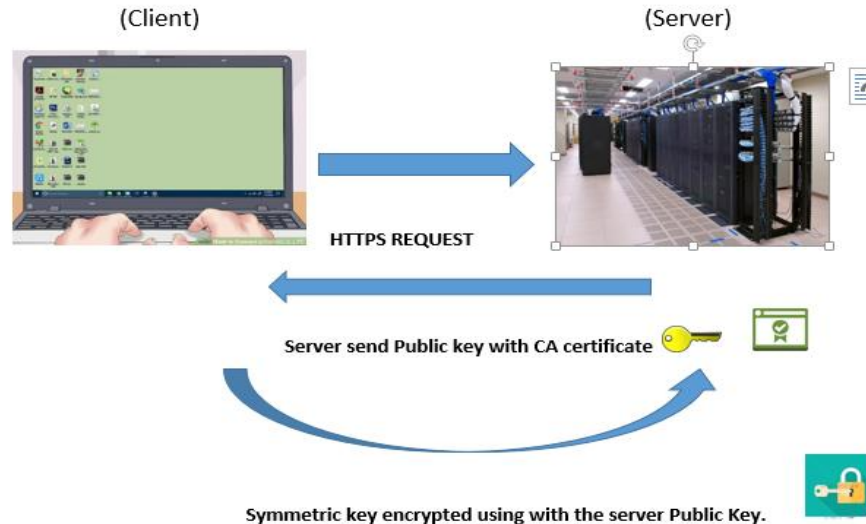 (Client)
(Server)
HTTPS REQUEST
Server send Public key with CA certificate
Symmetric key encrypted using with the server Public Key.